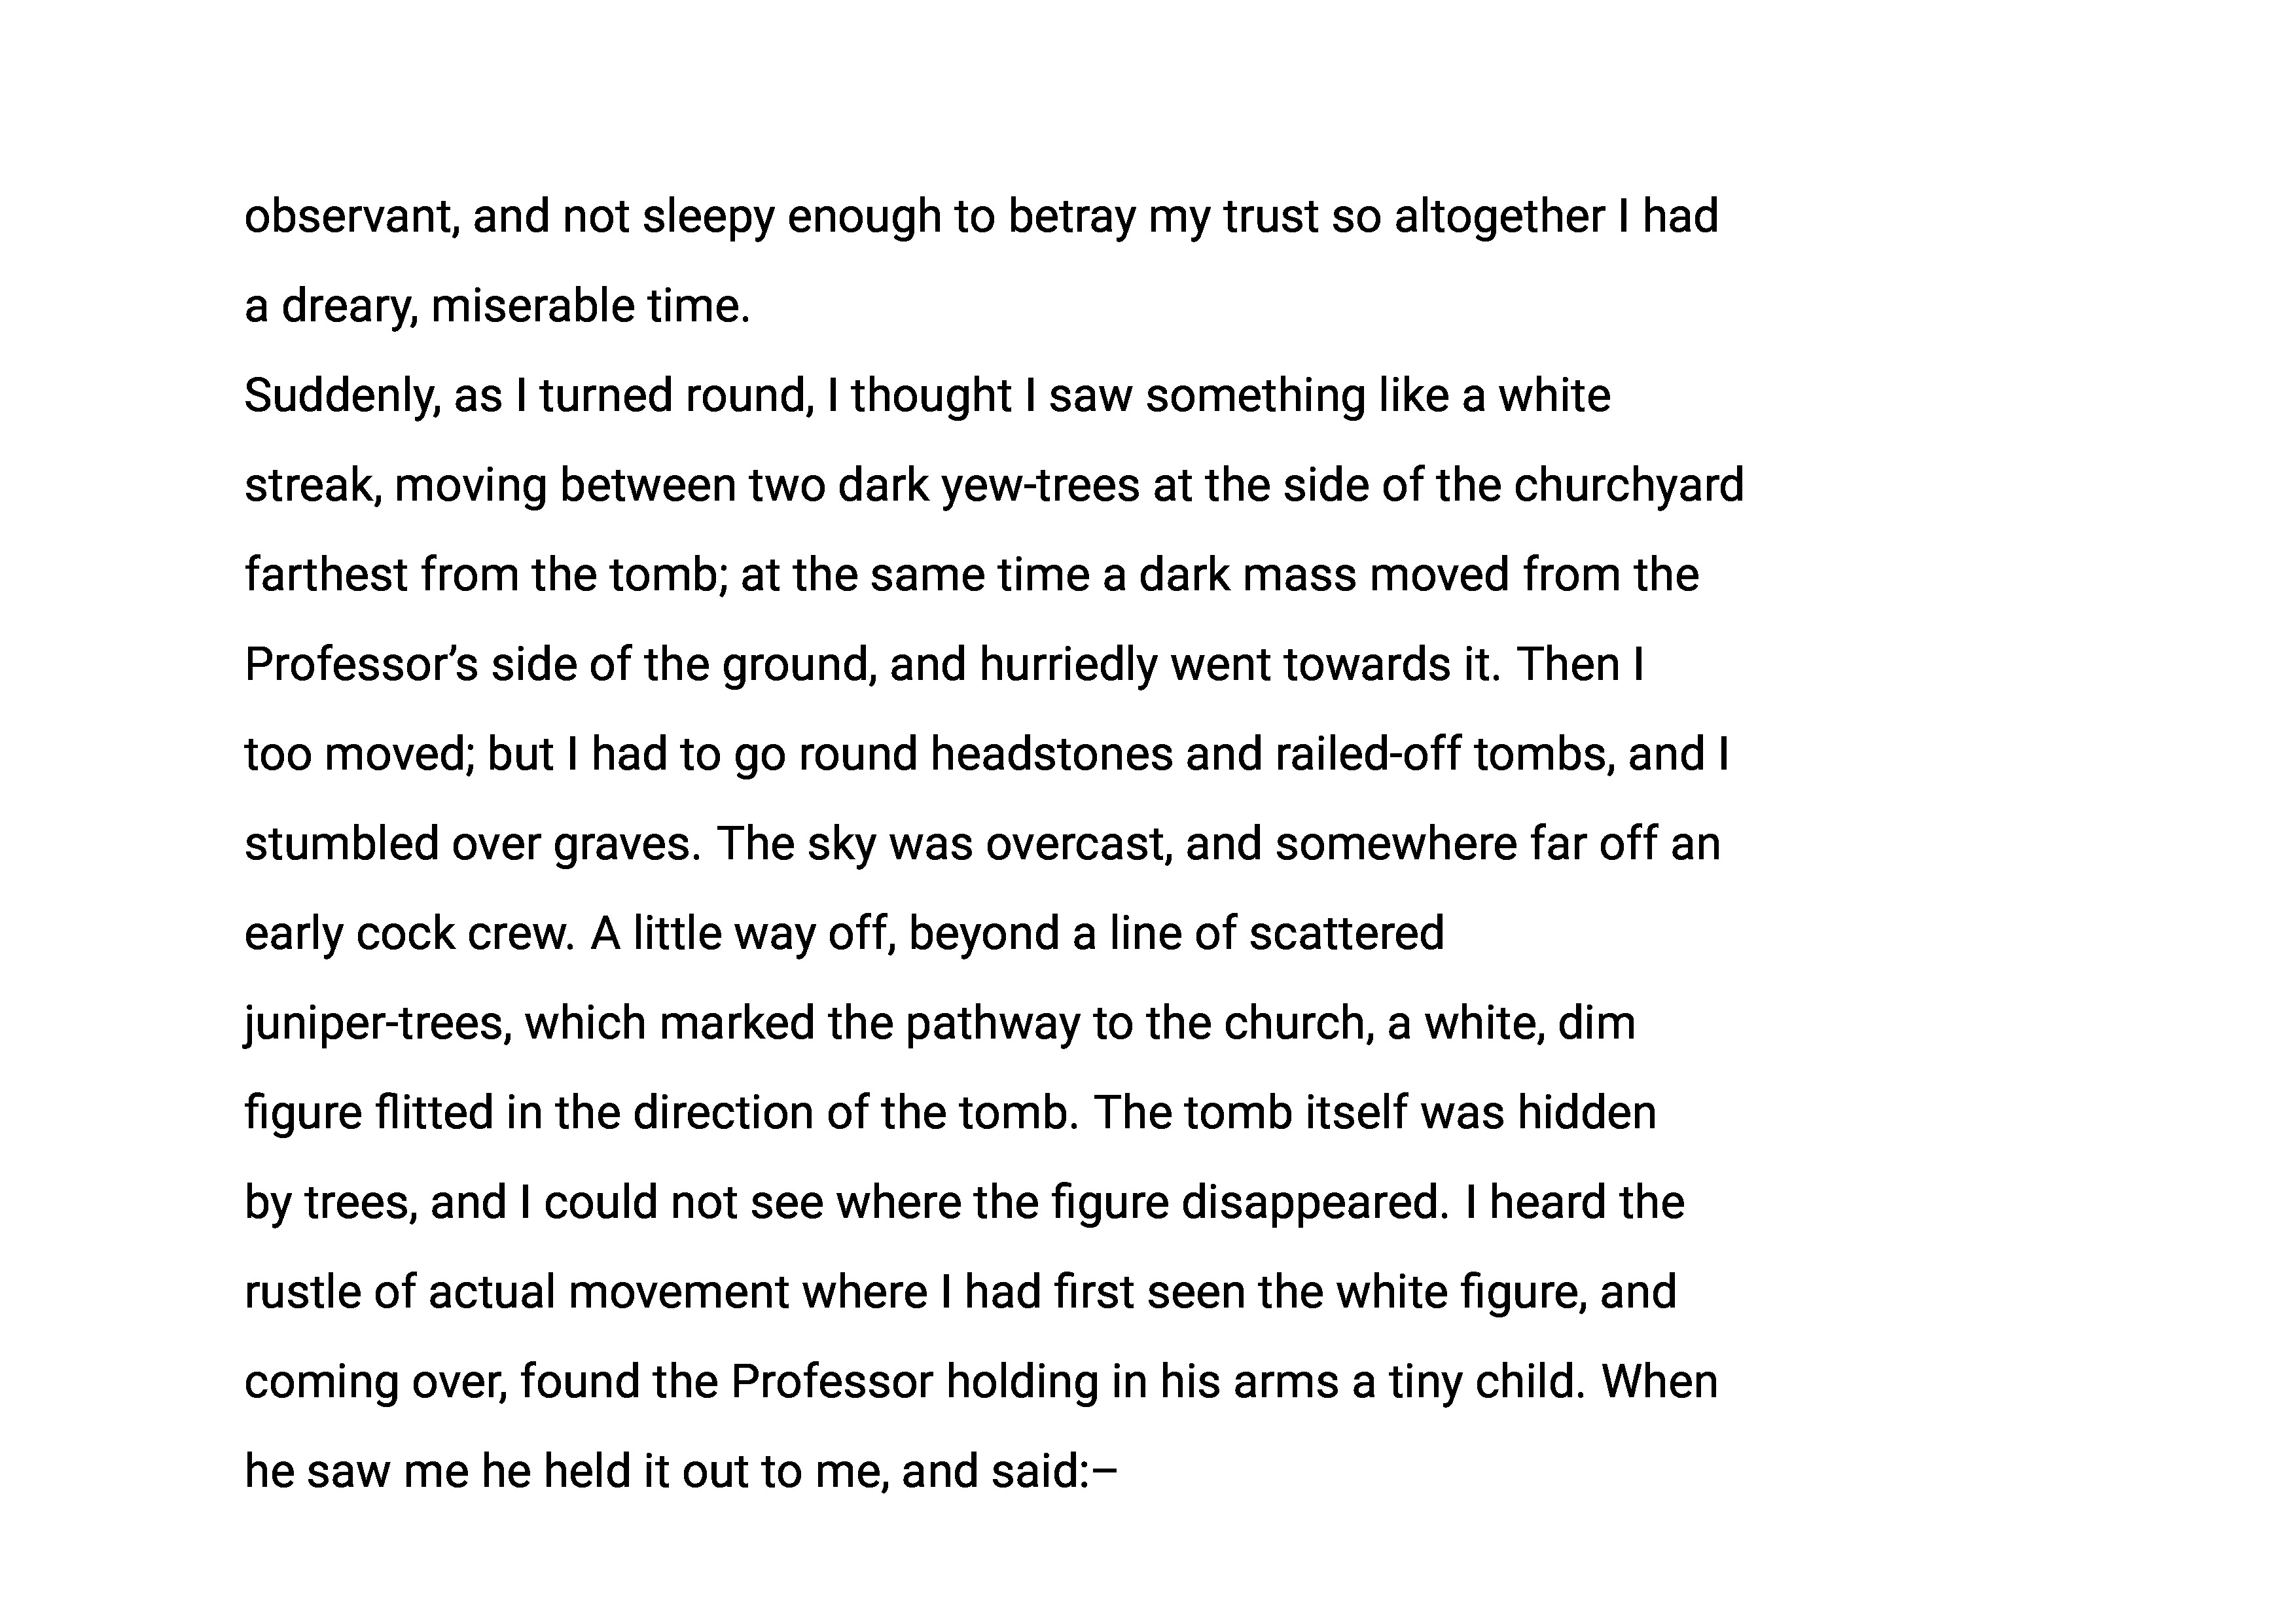 observant, and not sleepy enough to betray my trust so altogether I had
a dreary, miserable time.
Suddenly, as I turned round, I thought I saw something like a white
streak, moving between two dark yew-trees at the side of the churchyard
farthest from the tomb; at the same time a dark mass moved from the
Professor’s side of the ground, and hurriedly went towards it. Then I
too moved; but I had to go round headstones and railed-off tombs, and I
stumbled over graves. The sky was overcast, and somewhere far off an
early cock crew. A little way off, beyond a line of scattered
juniper-trees, which marked the pathway to the church, a white, dim
figure flitted in the direction of the tomb. The tomb itself was hidden
by trees, and I could not see where the figure disappeared. I heard the
rustle of actual movement where I had first seen the white figure, and
coming over, found the Professor holding in his arms a tiny child. When
he saw me he held it out to me, and said:–